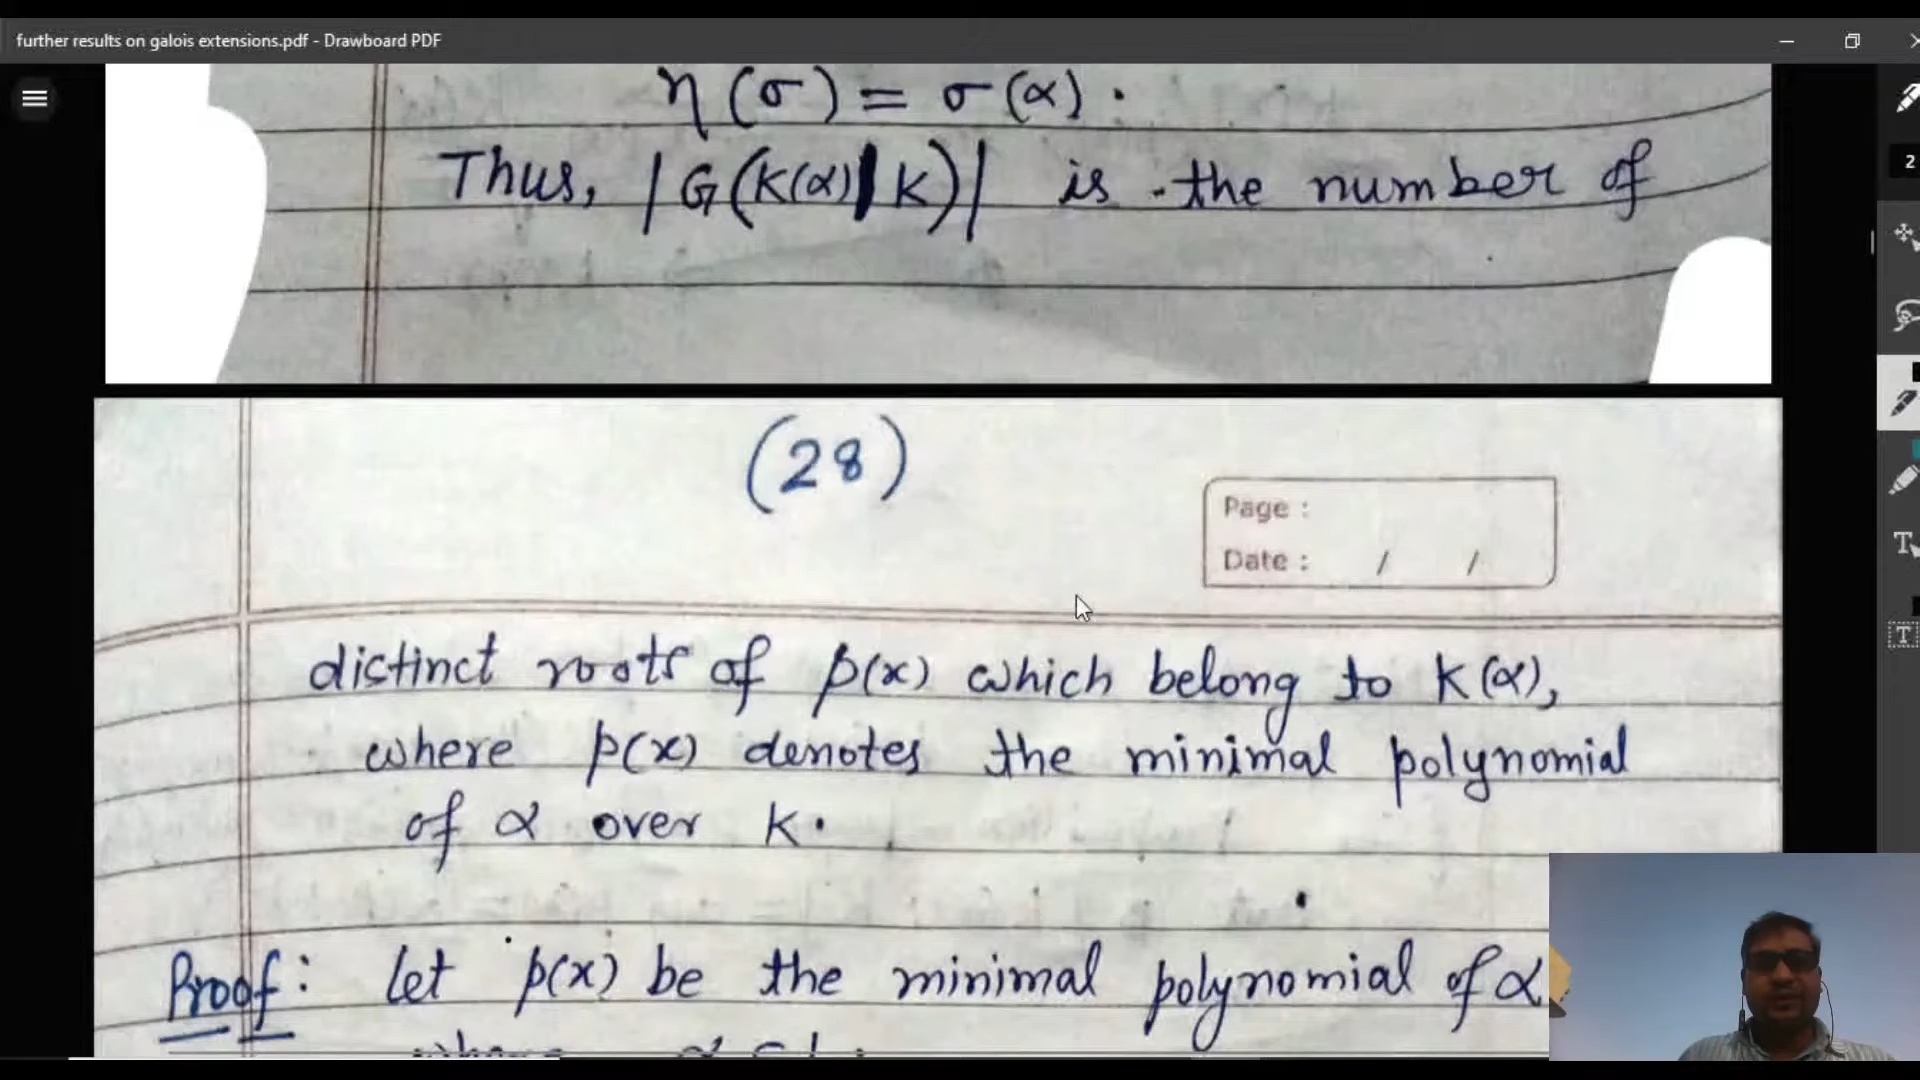 further results on galois extensions.pdf - Drawboard PDF
η(σ) = σ(α).
Thus, |G(K(α)|K)| is the number of
2
(28)
Page :
Date : / /
distinct roots of p(x) which belong to K(α),
where p(x) denotes the minimal polynomial
of α over K.
Proof: Let p(x) be the minimal polynomial of α